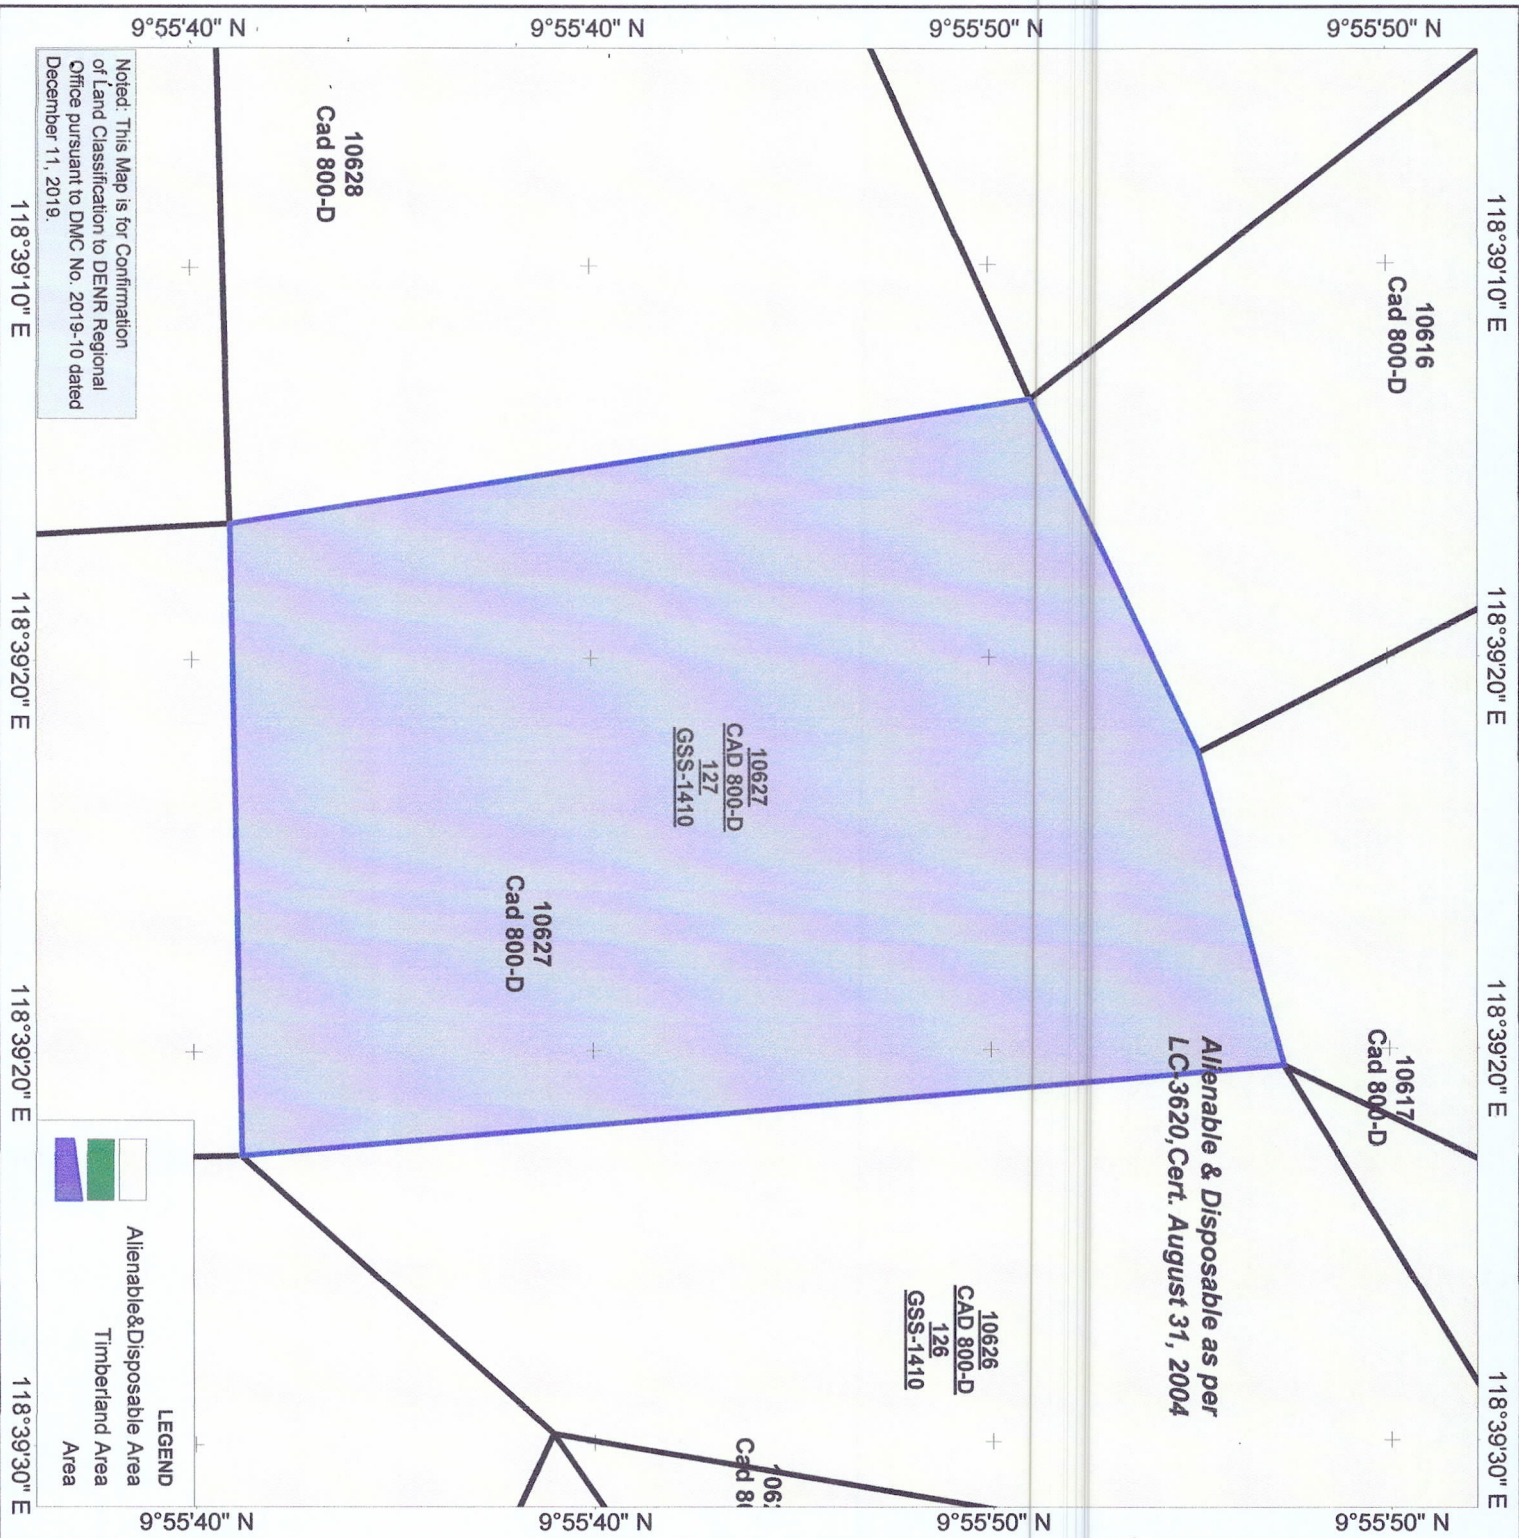 9°55'40" N
9°55'40" N
9°55'50" N
9°55'50" N
118°39'10" E
118°39'20" E
118°39'20" E
118°39'30" E
10616
Cad 800-D
10617
Cad 800-D
Alienable & Disposable as per
LC-3620,Cert. August 31, 2004
10626
CAD 800-D
126
GSS-1410
10627
CAD 800-D
127
GSS-1410
10627
Cad 800-D
10628
Cad 800-D
Cad
Noted: This Map is for Confirmation
of Land Classification to DENR Regional
Office pursuant to DMC No. 2019-10 dated
December 11, 2019.
LEGEND
Alienable&Disposable Area
Timberland Area
Area
118°39'10" E
118°39'20" E
118°39'20" E
118°39'30" E
9°55'40" N
9°55'40" N
9°55'50" N
9°55'50" N